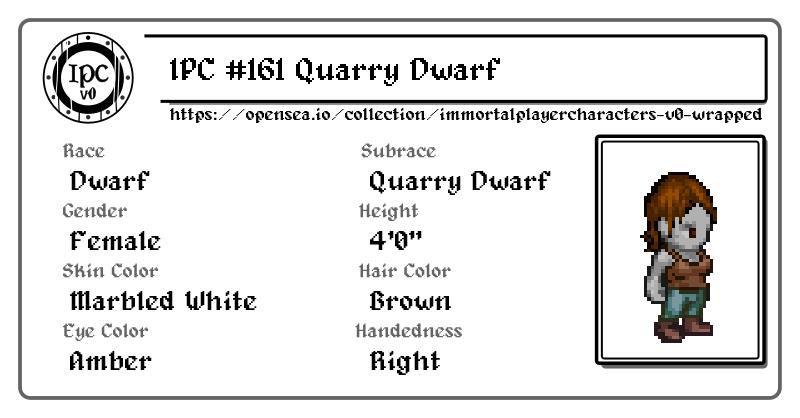 IPC
v0
IPC #161 Quarry Dwarf
https://opensea.io/collection/immortalplayercharacters-v0-wrapped
Race
Dwarf
Subrace
Quarry Dwarf
Gender
Female
Height
4'0"
Skin Color
Marbled White
Hair Color
Brown
Eye Color
Amber
Handedness
Right